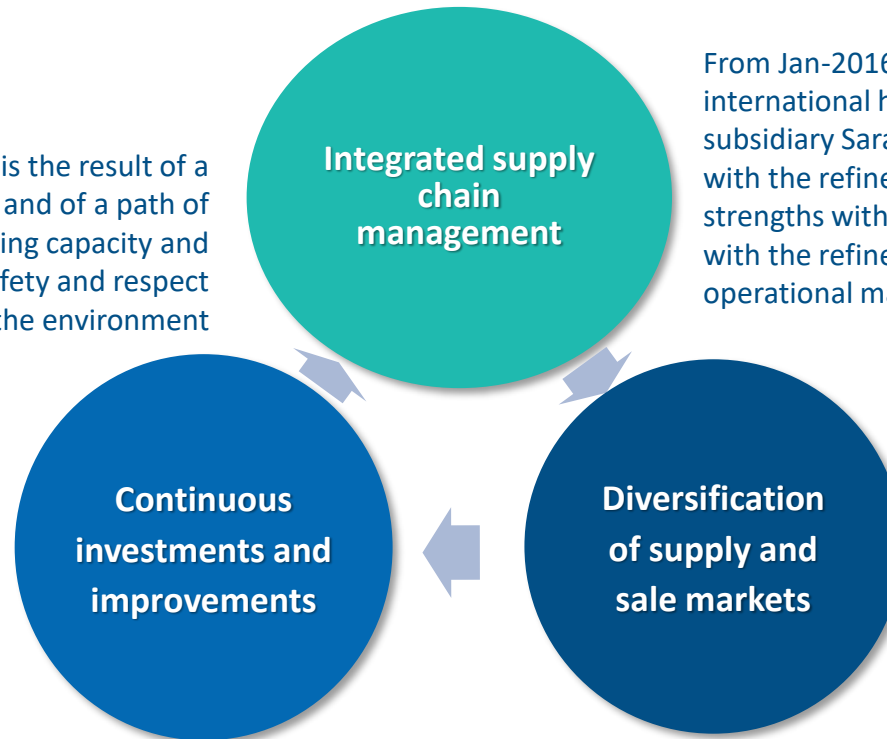 is the result of a
and of a path of
ing capacity and
fety and respect
the environment
Integrated supply
chain
management
From Jan-2016
international h
subsidiary Sara
with the refine
strengths with
with the refine
operational ma
Continuous
investments and
improvements
Diversification
of supply and
sale markets